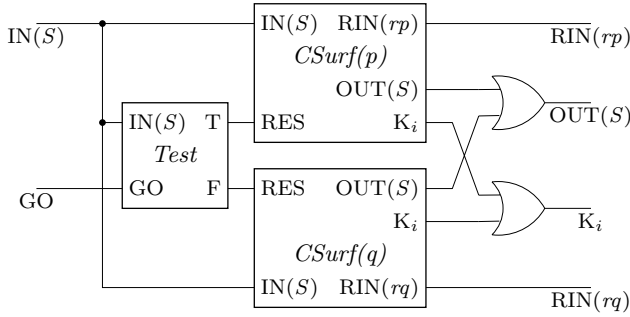 IN(S)
IN(S) RIN(rp)
CSurf(p)
OUT(S)
RES K_i
RIN(rp)
OUT(S)
IN(S) T
Test
GO F
GO
RES OUT(S)
K_i
CSurf(q)
IN(S) RIN(rq)
K_i
RIN(rq)